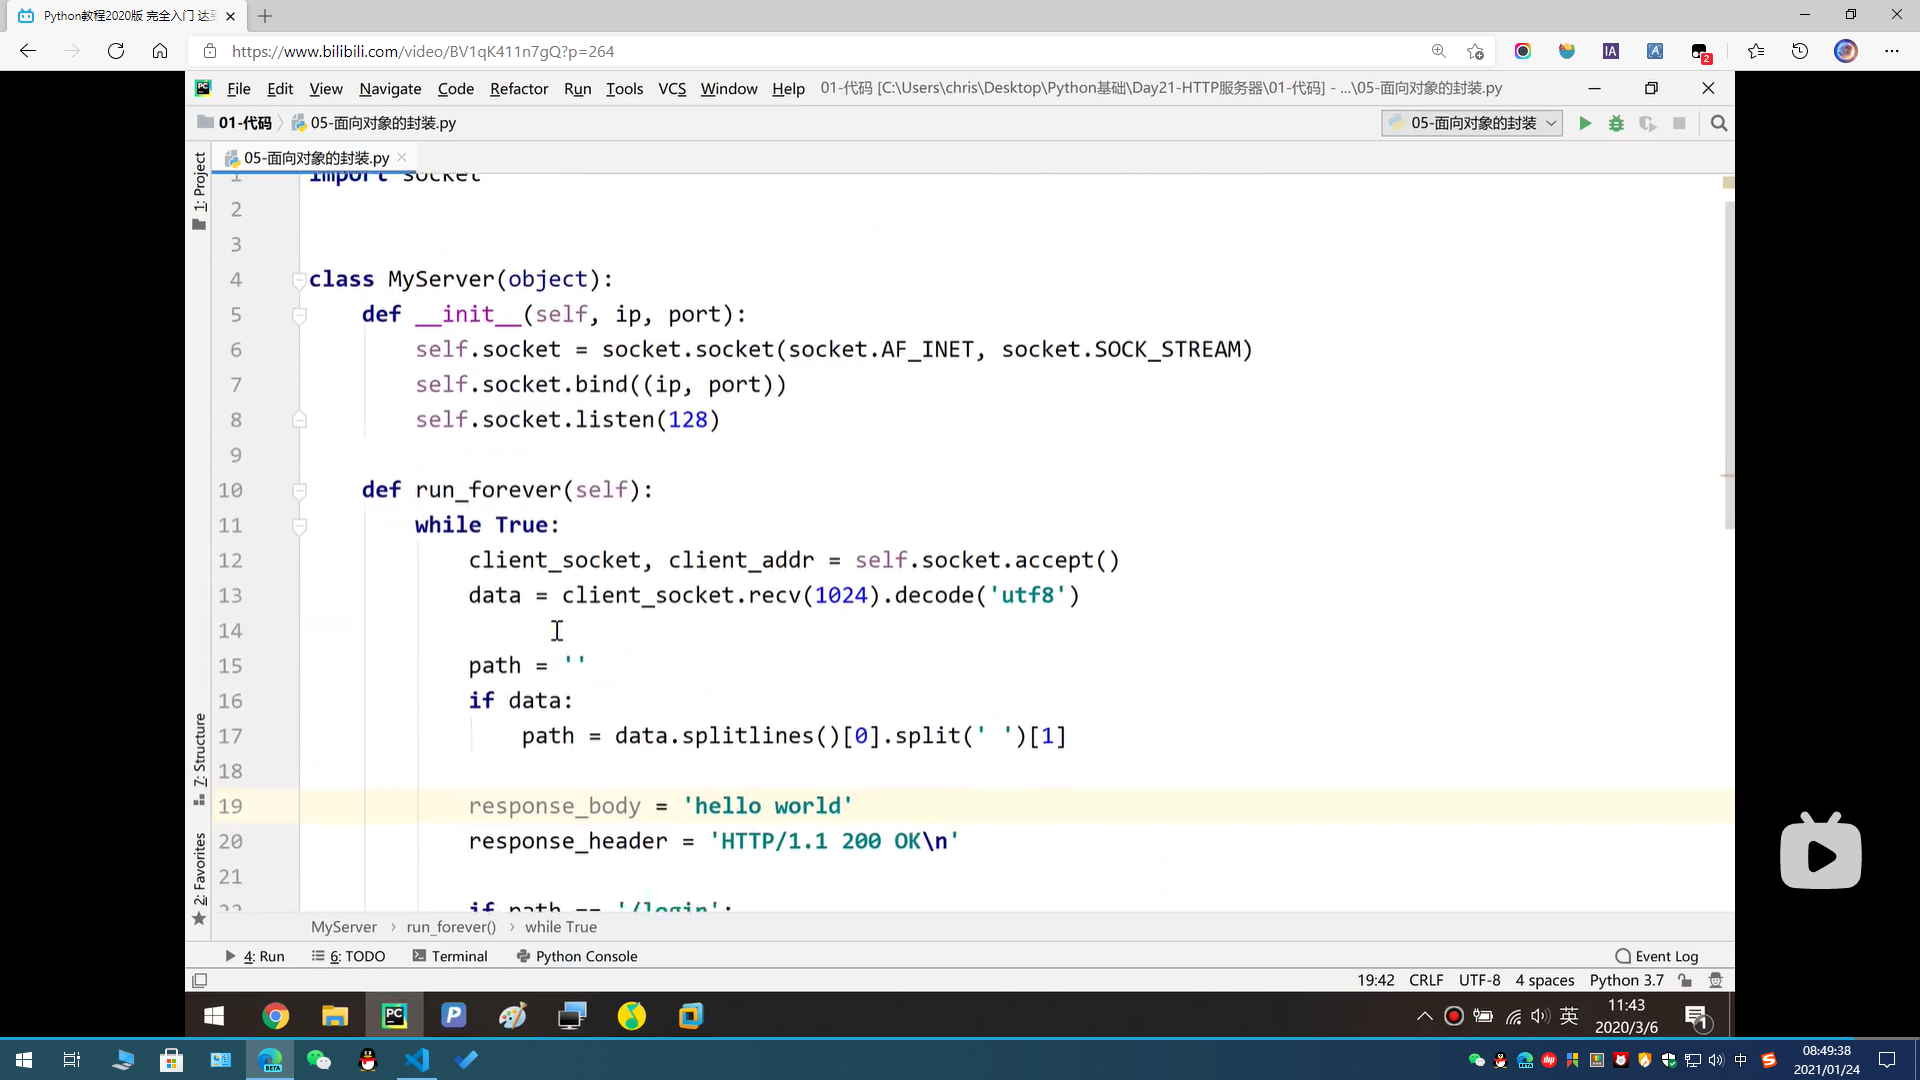 Python教程2020版 完全入门 达
https://www.bilibili.com/video/BV1qK411n7gQ?p=264
2
File Edit View Navigate Code Refactor Run Tools VCS Window Help 01-代码 [C:\Users\chris\Desktop\Python基础\Day21-HTTP服务器\01-代码] - ...\05-面向对象的封装.py
01-代码 05-面向对象的封装.py 05-面向对象的封装
05-面向对象的封装.py
1: Project
7: Structure
2: Favorites
1 import socket
2
3
4 class MyServer(object):
5 def __init__(self, ip, port):
6 self.socket = socket.socket(socket.AF_INET, socket.SOCK_STREAM)
7 self.socket.bind((ip, port))
8 self.socket.listen(128)
9
10 def run_forever(self):
11 while True:
12 client_socket, client_addr = self.socket.accept()
13 data = client_socket.recv(1024).decode('utf8')
14
15 path = ''
16 if data:
17 path = data.splitlines()[0].split(' ')[1]
18
19 response_body = 'hello world'
20 response_header = 'HTTP/1.1 200 OK\n'
21
22 if path == '/login':
MyServer › run_forever() › while True
4: Run 6: TODO Terminal Python Console Event Log
19:42 CRLF UTF-8 4 spaces Python 3.7
英 11:43
2020/3/6
1
中 08:49:38
2021/01/24